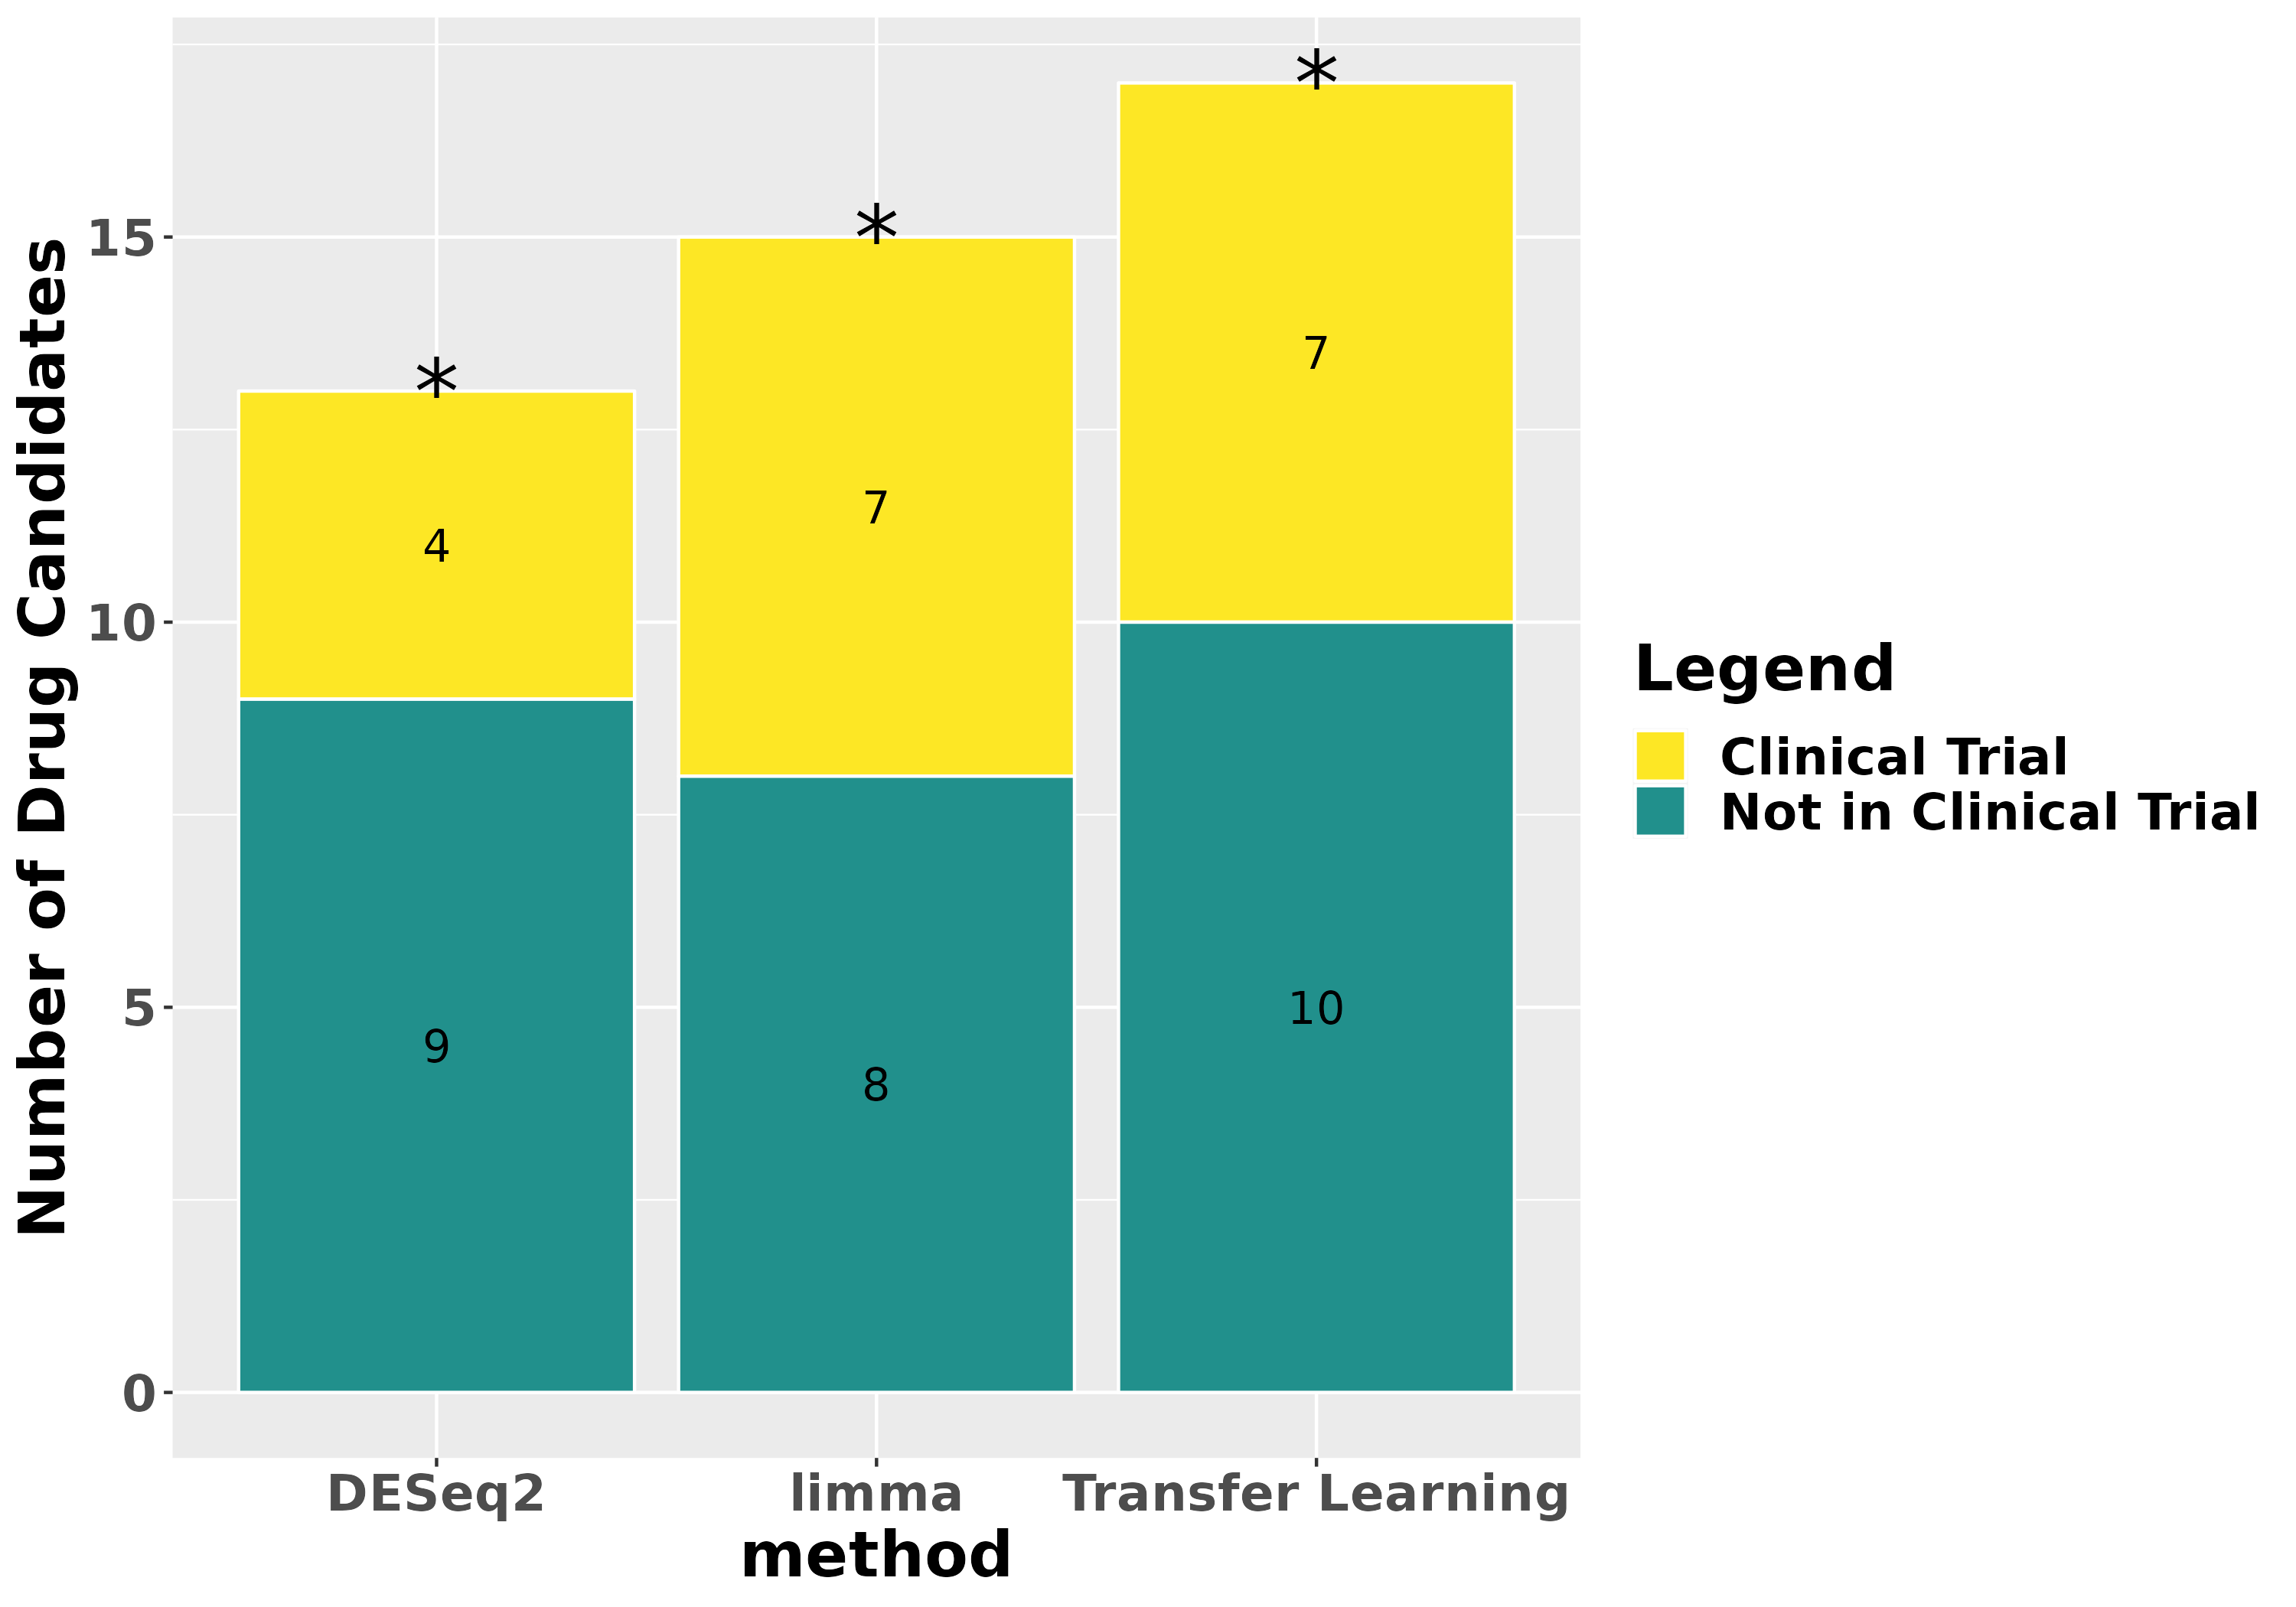 Number of Drug Candidates
15
10
5
0
*
*
*
4
7
7
9
8
10
DESeq2
limma
Transfer Learning
method
Legend
Clinical Trial
Not in Clinical Trial